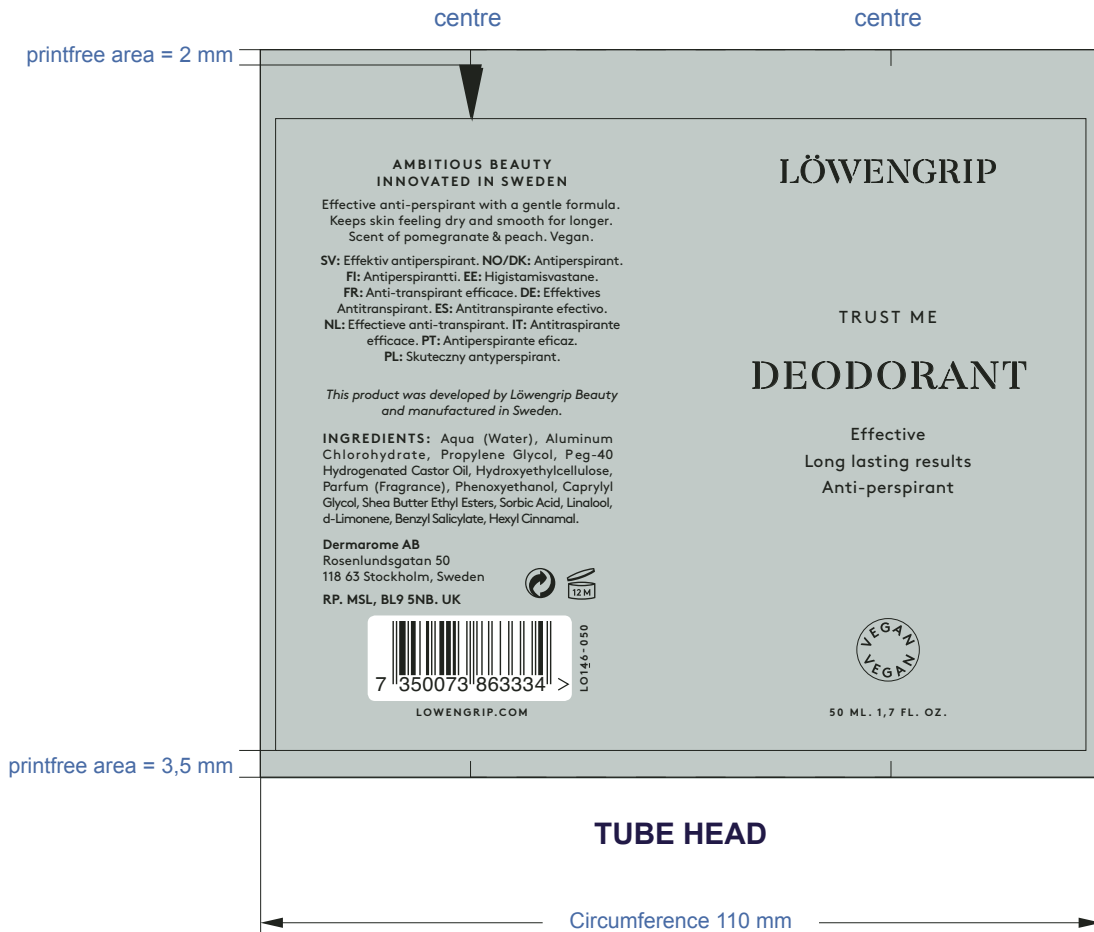 centre
centre
printfree area = 2 mm
AMBITIOUS BEAUTY
INNOVATED IN SWEDEN
Effective anti-perspirant with a gentle formula.
Keeps skin feeling dry and smooth for longer.
Scent of pomegranate & peach. Vegan.
SV: Effektiv antiperspirant. NO/DK: Antiperspirant.
FI: Antiperspirantti. EE: Higistamisvastane.
FR: Anti-transpirant efficace. DE: Effektives
Antitranspirant. ES: Antitranspirante efectivo.
NL: Effectieve anti-transpirant. IT: Antitraspirante
efficace. PT: Antiperspirante eficaz.
PL: Skuteczny antyperspirant.
This product was developed by Löwengrip Beauty
and manufactured in Sweden.
INGREDIENTS: Aqua (Water), Aluminum
Chlorohydrate, Propylene Glycol, Peg-40
Hydrogenated Castor Oil, Hydroxyethylcellulose,
Parfum (Fragrance), Phenoxyethanol, Caprylyl
Glycol, Shea Butter Ethyl Esters, Sorbic Acid, Linalool,
d-Limonene, Benzyl Salicylate, Hexyl Cinnamal.
Dermarome AB
Rosenlundsgatan 50
118 63 Stockholm, Sweden
RP. MSL, BL9 5NB. UK
12 M
7 350073 863334 >
LO146-050
LOWENGRIP.COM
LÖWENGRIP
TRUST ME
DEODORANT
Effective
Long lasting results
Anti-perspirant
VEGAN
VEGAN
50 ML. 1,7 FL. OZ.
printfree area = 3,5 mm
TUBE HEAD
Circumference 110 mm